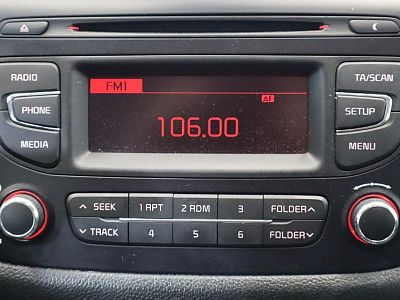 RADIO
PHONE
MEDIA
FM1
AF
106.00
TA/SCAN
SETUP
MENU
SEEK
TRACK
1 RPT
2 RDM
3
FOLDER
4
5
6
FOLDER